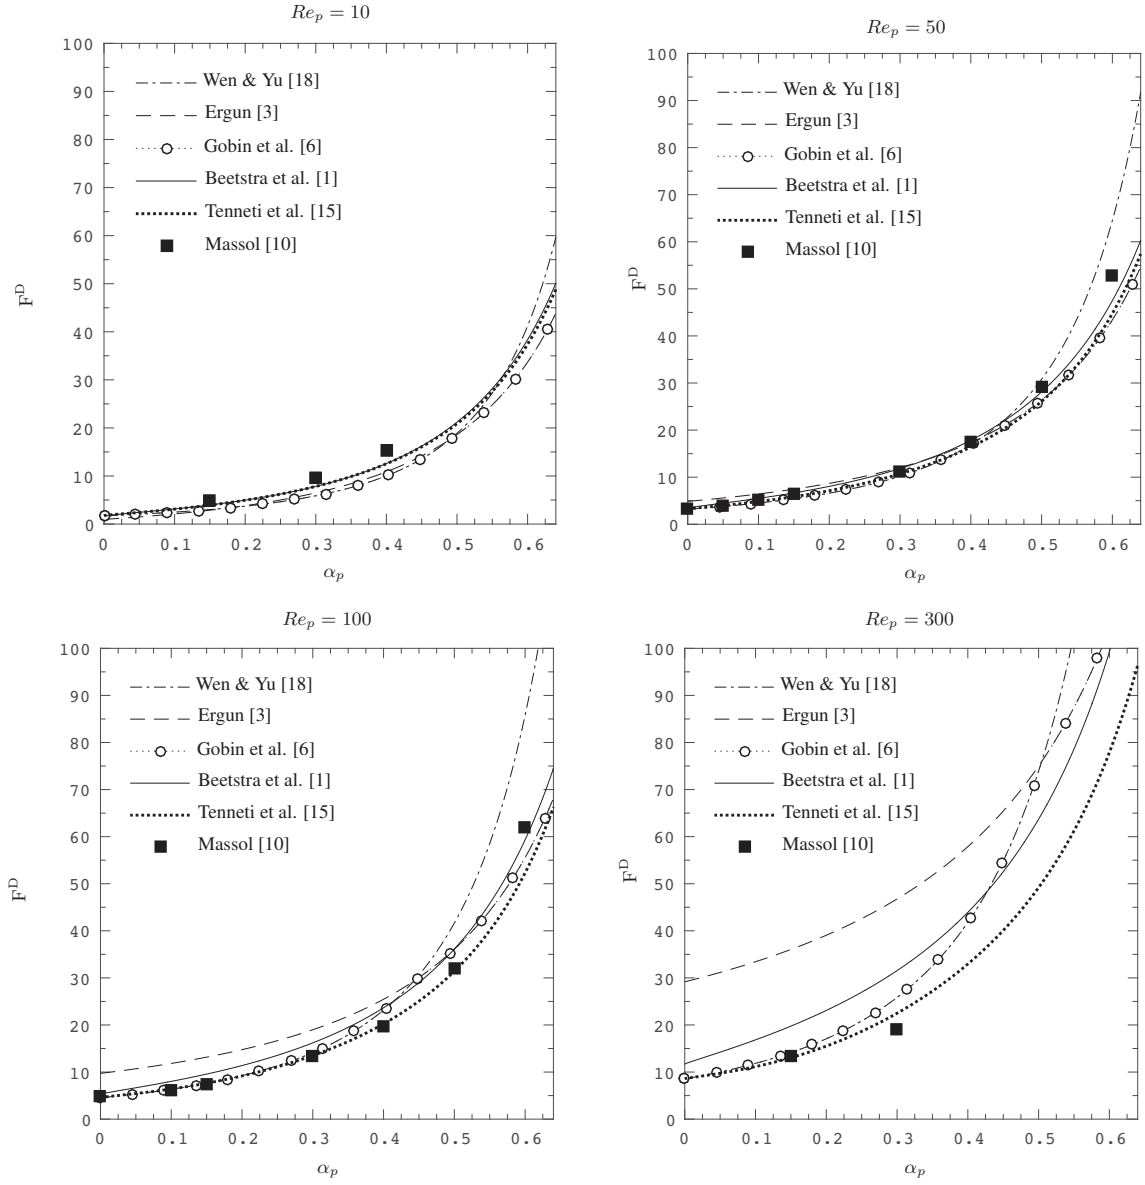 Re_p = 10
100
90
80
70
60
50
40
30
20
10
0
Wen & Yu [18]
Ergun [3]
Gobin et al. [6]
Beetstra et al. [1]
Tenneti et al. [15]
Massol [10]
F^D
0 0.1 0.2 0.3 0.4 0.5 0.6
α_p
Re_p = 50
100
90
80
70
60
50
40
30
20
10
0
Wen & Yu [18]
Ergun [3]
Gobin et al. [6]
Beetstra et al. [1]
Tenneti et al. [15]
Massol [10]
F^D
0 0.1 0.2 0.3 0.4 0.5 0.6
α_p
Re_p = 100
100
90
80
70
60
50
40
30
20
10
0
Wen & Yu [18]
Ergun [3]
Gobin et al. [6]
Beetstra et al. [1]
Tenneti et al. [15]
Massol [10]
F^D
0 0.1 0.2 0.3 0.4 0.5 0.6
α_p
Re_p = 300
100
90
80
70
60
50
40
30
20
10
0
Wen & Yu [18]
Ergun [3]
Gobin et al. [6]
Beetstra et al. [1]
Tenneti et al. [15]
Massol [10]
F^D
0 0.1 0.2 0.3 0.4 0.5 0.6
α_p